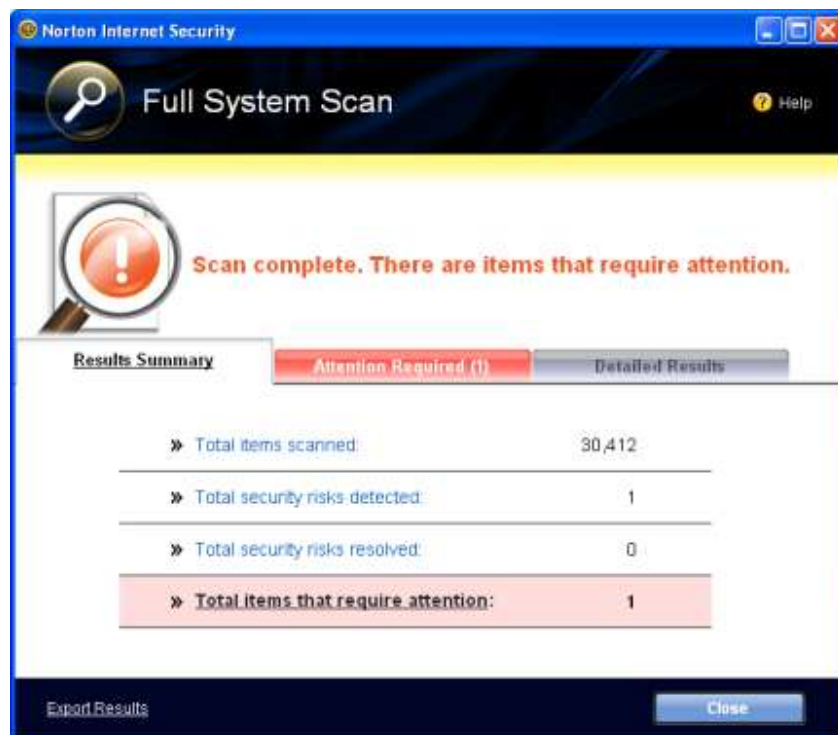 Norton Internet Security
Full System Scan
? Help
Scan complete. There are items that require attention.
Results Summary Attention Required (1) Detailed Results
» Total items scanned: 30,412
» Total security risks detected: 1
» Total security risks resolved: 0
» Total items that require attention: 1
Export Results Close